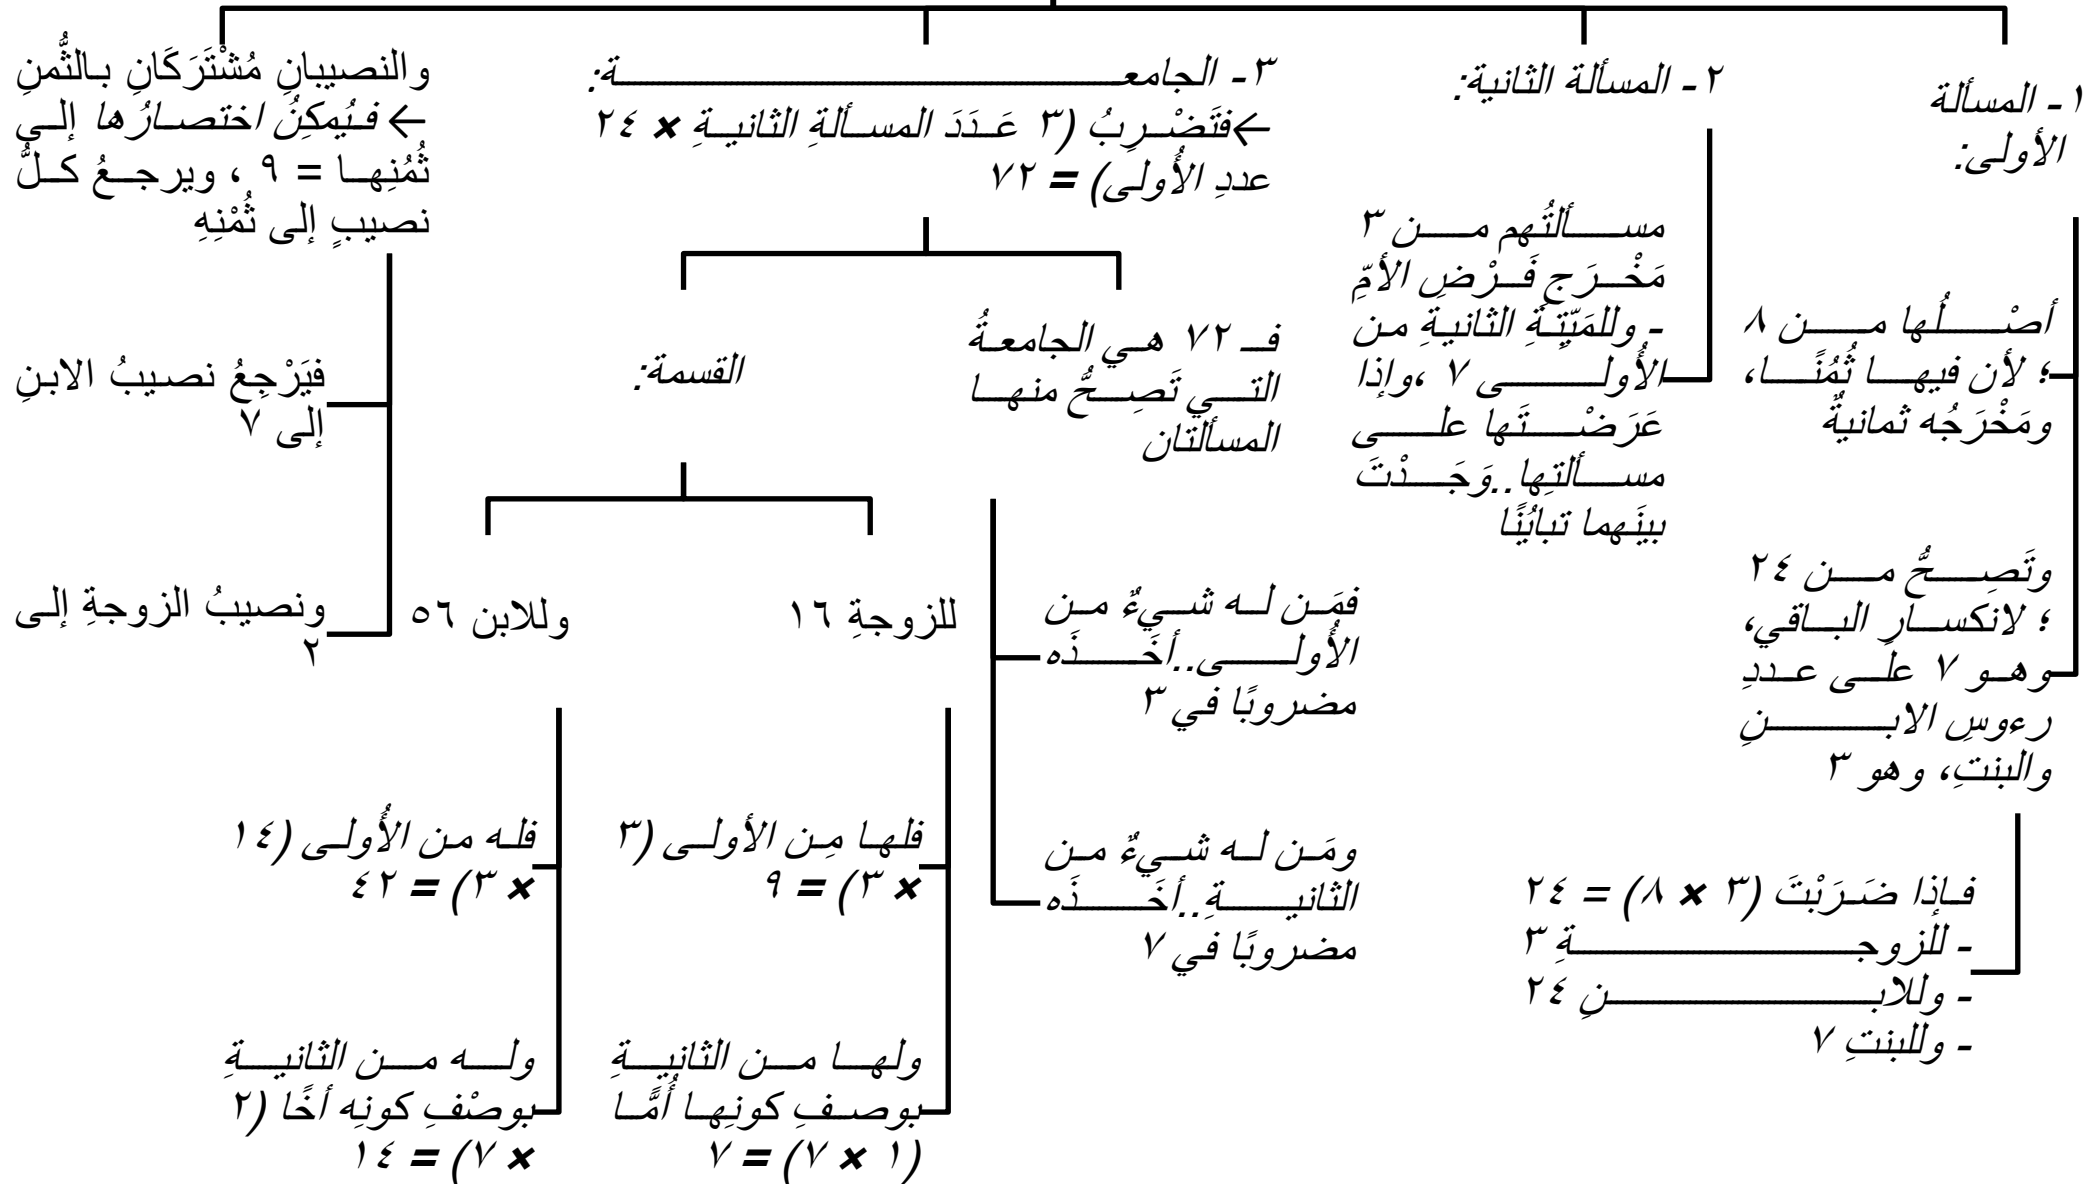 ١- المسألة
الأولى:
أصْلُها من ٨
؛ لأن فيها ثُمُنًا،
ومَخْرَجُه ثمانيةٌ
وتَصِحُّ من ٢٤
؛ لانكسارِ الباقي،
وهو ٧ على عددِ
رءوسِ الابنِ
والبنتِ، وهو ٣
فإذا ضَرَبْتَ (٣ × ٨) = ٢٤
- للزوجةِ ٣
- وللابنِ ٢٤
- وللبنتِ ٧
٢- المسألة الثانية:
مسألتُهم من ٣
مَخْرَجِ فَرْضِ الأمِّ
- وللمَيِّتِةِ الثانيةِ من
الأُولى ٧ ،وإذا
عَرَضْتَها على
مسألتِها..وَجَدْتَ
بينَهما تبايُنًا
٣- الجامعة:
←فتَضْرِبُ (٣ عَدَدَ المسألةِ الثانيةِ × ٢٤
عددِ الأُولى) = ٧٢
فـ ٧٢ هي الجامعةُ
التي تَصِحُّ منها
المسألتان
فمَن له شيءٌ من
الأُولى..أخَذَه
مضروبًا في ٣
ومَن له شيءٌ من
الثانيةِ..أخَذَه
مضروبًا في ٧
القسمة:
للزوجةِ ١٦
فلها مِن الأولى (٣
× ٣) = ٩
ولها من الثانيةِ
بوصفِ كونِها أُمًّا
(١ × ٧) = ٧
وللابن ٥٦
فله من الأُولى (١٤
× ٣) = ٤٢
وله من الثانيةِ
بوصْفِ كونِه أخًا (٢
× ٧) = ١٤
والنصيبانِ مُشْتَرَكَانِ بالثُّمنِ
← فيُمكِنُ اختصارُها إلى
ثُمُنِها = ٩ ، ويرجعُ كلُّ
نصيبٍ إلى ثُمْنِهِ
فيَرْجِعُ نصيبُ الابنِ
إلى ٧
ونصيبُ الزوجةِ إلى
٢